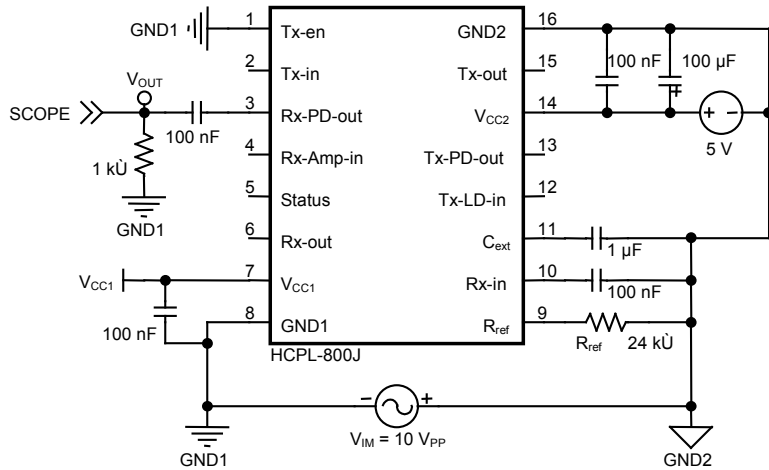 GND1
1
Tx-en
GND2
16
2
Tx-in
Tx-out
15
100 nF
100 µF
VOUT
SCOPE
100 nF
3
Rx-PD-out
VCC2
14
+
+ −
5 V
1 kÙ
GND1
4
Rx-Amp-in
Tx-PD-out
13
5
Status
Tx-LD-in
12
6
Rx-out
Cext
11
1 µF
VCC1
7
VCC1
Rx-in
10
100 nF
100 nF
8
GND1
Rref
9
Rref
24 kÙ
HCPL-800J
− +
VIM = 10 VPP
GND1
GND2